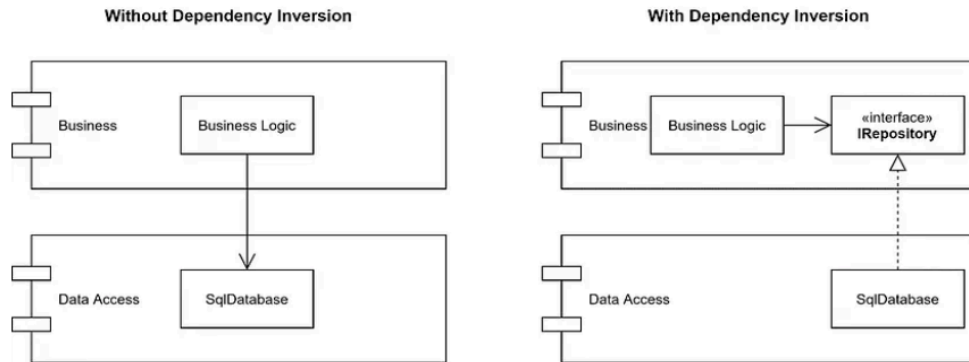 Without Dependency Inversion
Business
Business Logic
Data Access
SqlDatabase
With Dependency Inversion
Business
Business Logic
«interface»
IRepository
Data Access
SqlDatabase